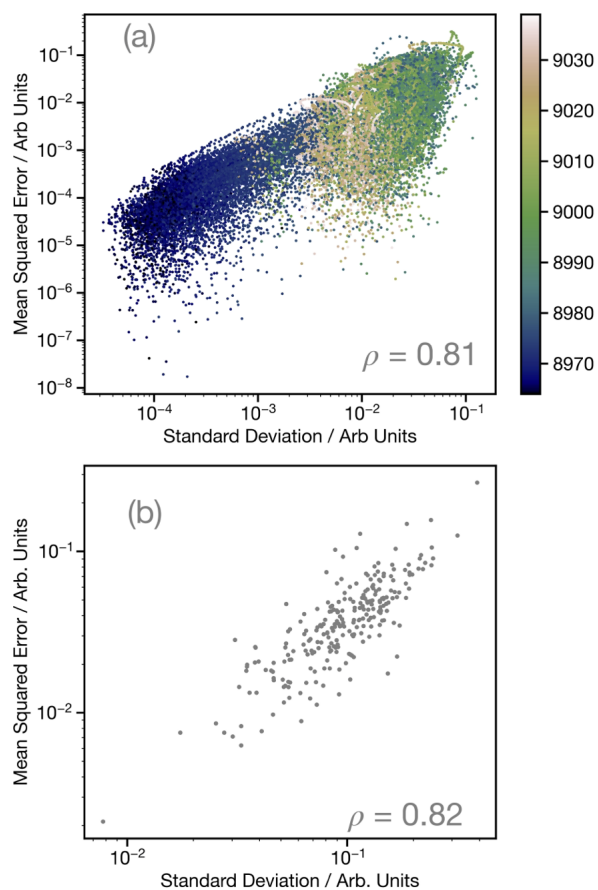 (a)
10⁻¹
10⁻²
10⁻³
10⁻⁴
10⁻⁵
10⁻⁶
10⁻⁷
10⁻⁸
Mean Squared Error / Arb Units
ρ = 0.81
10⁻⁴ 10⁻³ 10⁻² 10⁻¹
Standard Deviation / Arb Units
9030
9020
9010
9000
8990
8980
8970
(b)
10⁻¹
10⁻²
Mean Squared Error / Arb. Units
ρ = 0.82
10⁻² 10⁻¹
Standard Deviation / Arb. Units